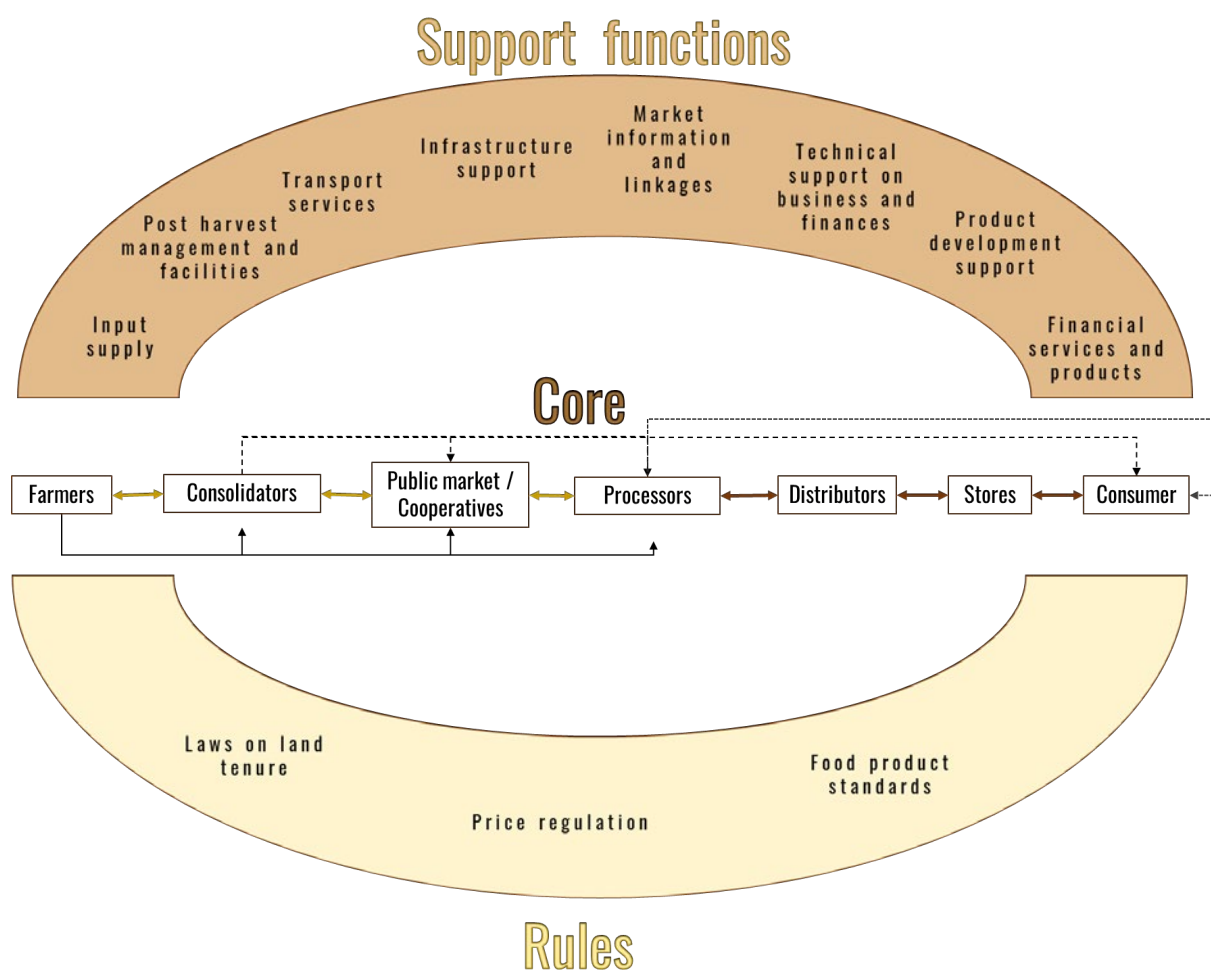 Support functions
Market
information
and
linkages
Infrastructure
support
Technical
support on
business and
finances
Transport
services
Post harvest
management and
facilities
Product
development
support
Input
supply
Financial
services and
products
Core
Farmers
Consolidators
Public market /
Cooperatives
Processors
Distributors
Stores
Consumer
Laws on land
tenure
Food product
standards
Price regulation
Rules